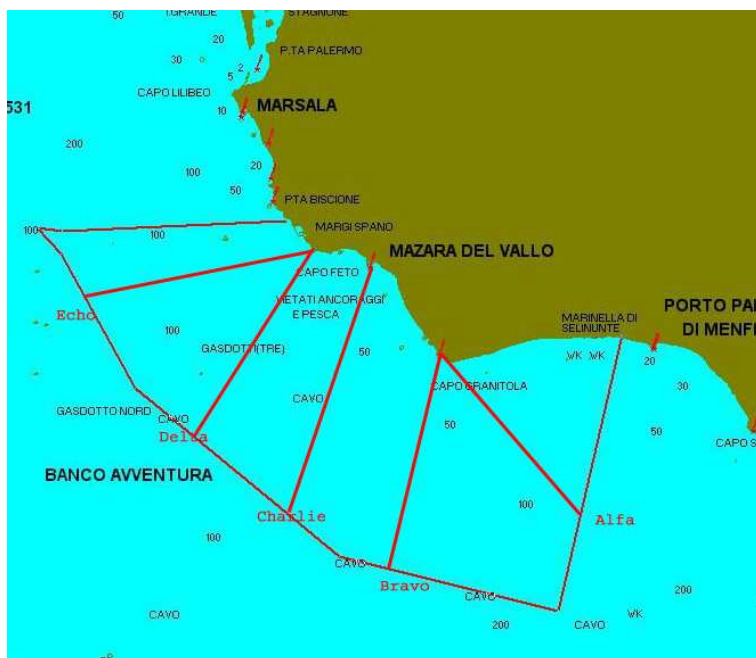 50
I.GRANDE
STAGNONE
20
P.TA PALERMO
30
2
5
CAPO LILIBEO
10
MARSALA
531
200
100
20
50
PTA BISCIONE
MARGI SPANO
100
100
MAZARA DEL VALLO
CAPO FETO
VIETATI ANCORAGGI
E PESCA
Echo
100
GASDOTTI(TRE)
50
MARINELLA DI
SELINUNTE
PORTO PA
DI MENF
WK WK
20
30
CAPO GRANITOLA
CAVO
GASDOTTO NORD
CAVO
50
50
CAPO S
Delta
BANCO AVVENTURA
100
Charlie
Alfa
100
CAVO
Bravo
CAVO
200
CAVO
200
CAVO
WK